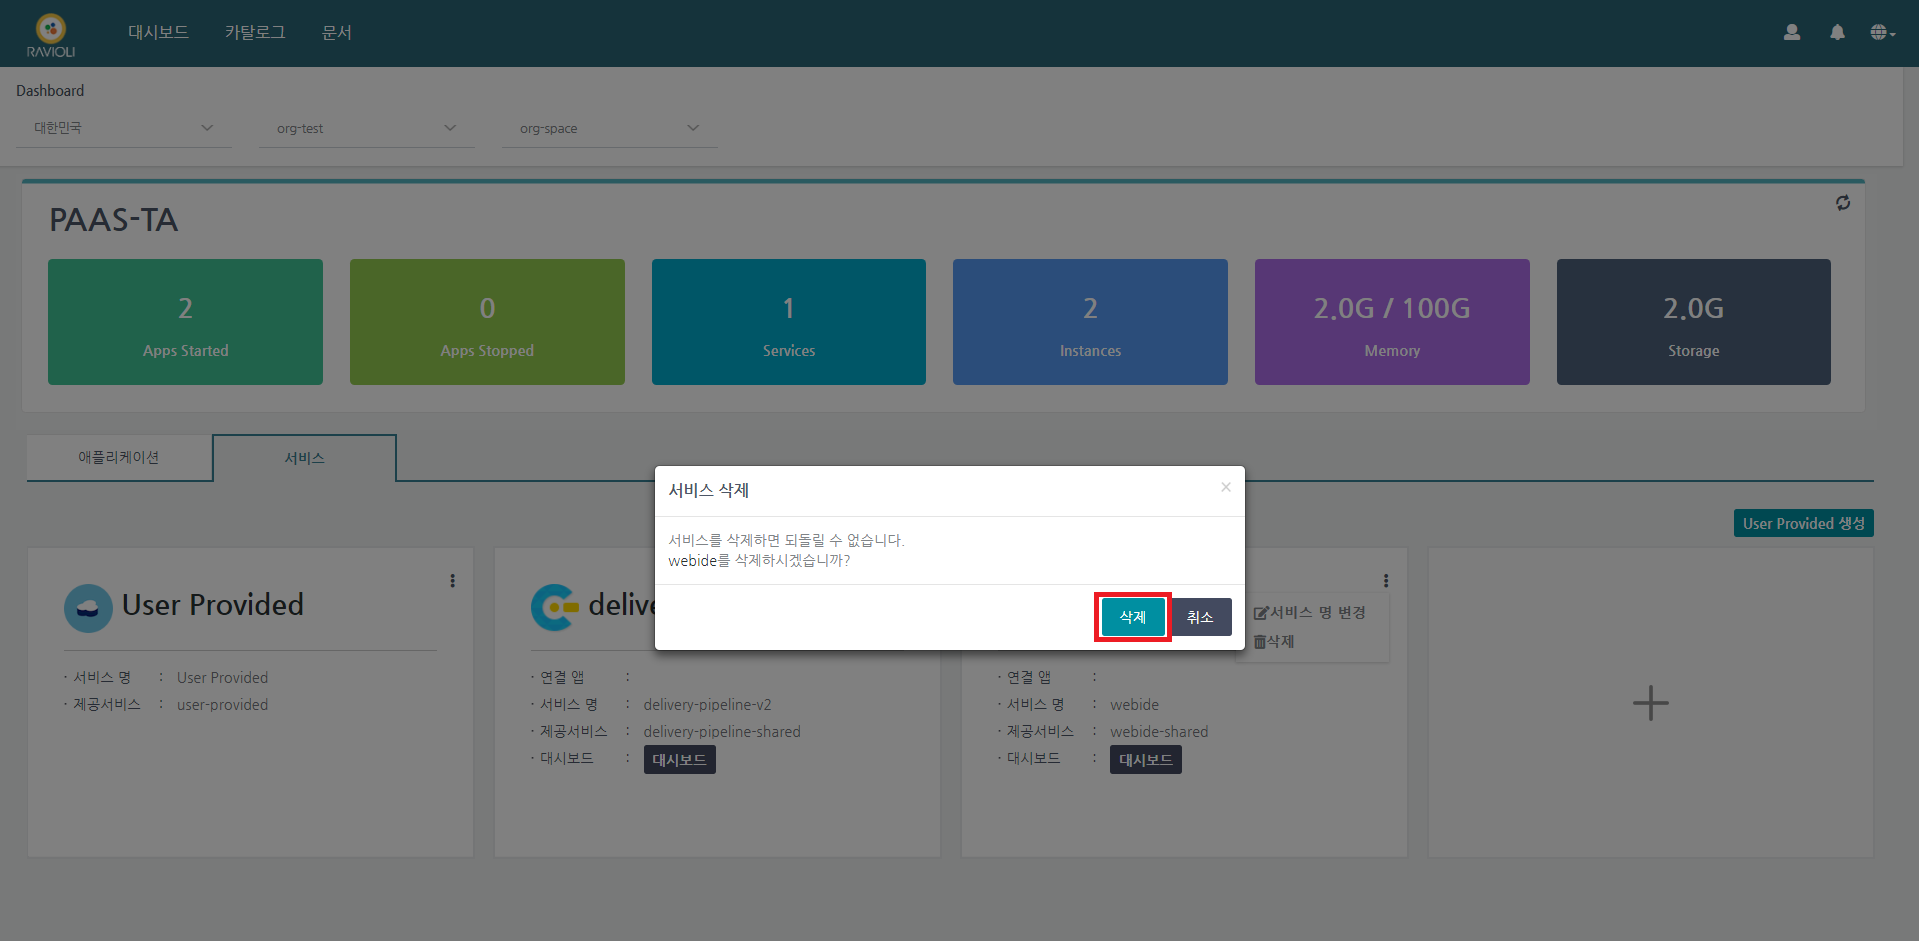 RAVIOLI
대시보드 카탈로그 문서
Dashboard
대한민국 org-test org-space
PAAS-TA
2 0 1 2 2.0G / 100G 2.0G
Apps Started Apps Stopped Services Instances Memory Storage
애플리케이션 서비스
User Provided 생성
서비스 삭제 ×
서비스를 삭제하면 되돌릴 수 없습니다.
webide를 삭제하시겠습니까?
삭제 취소
User Provided
· 서비스 명 : User Provided
· 제공서비스 : user-provided
delive
· 연결 앱 :
· 서비스 명 : delivery-pipeline-v2
· 제공서비스 : delivery-pipeline-shared
· 대시보드 : 대시보드
서비스 명 변경
삭제
· 연결 앱 :
· 서비스 명 : webide
· 제공서비스 : webide-shared
· 대시보드 : 대시보드